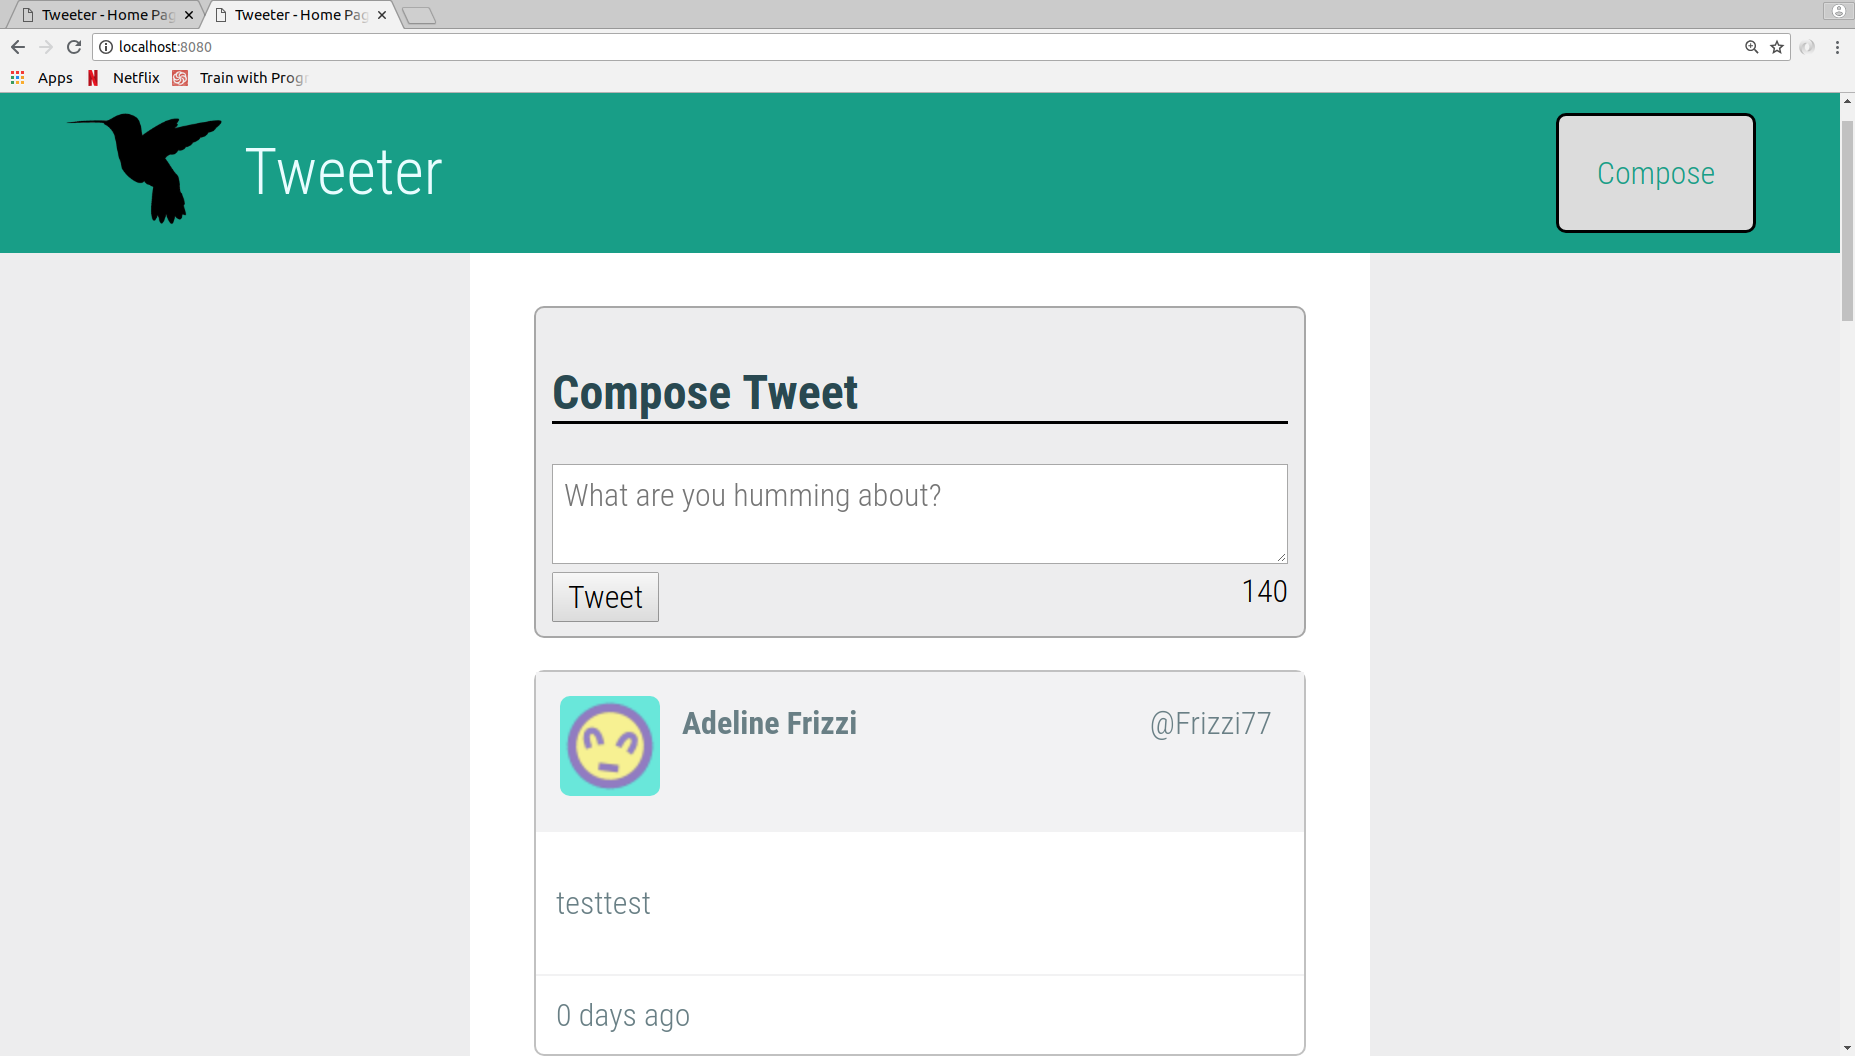 Tweeter - Home Pag
Tweeter - Home Pag
localhost:8080
Apps Netflix Train with Progr
Tweeter
Compose
Compose Tweet
What are you humming about?
Tweet 140
Adeline Frizzi @Frizzi77
testtest
0 days ago